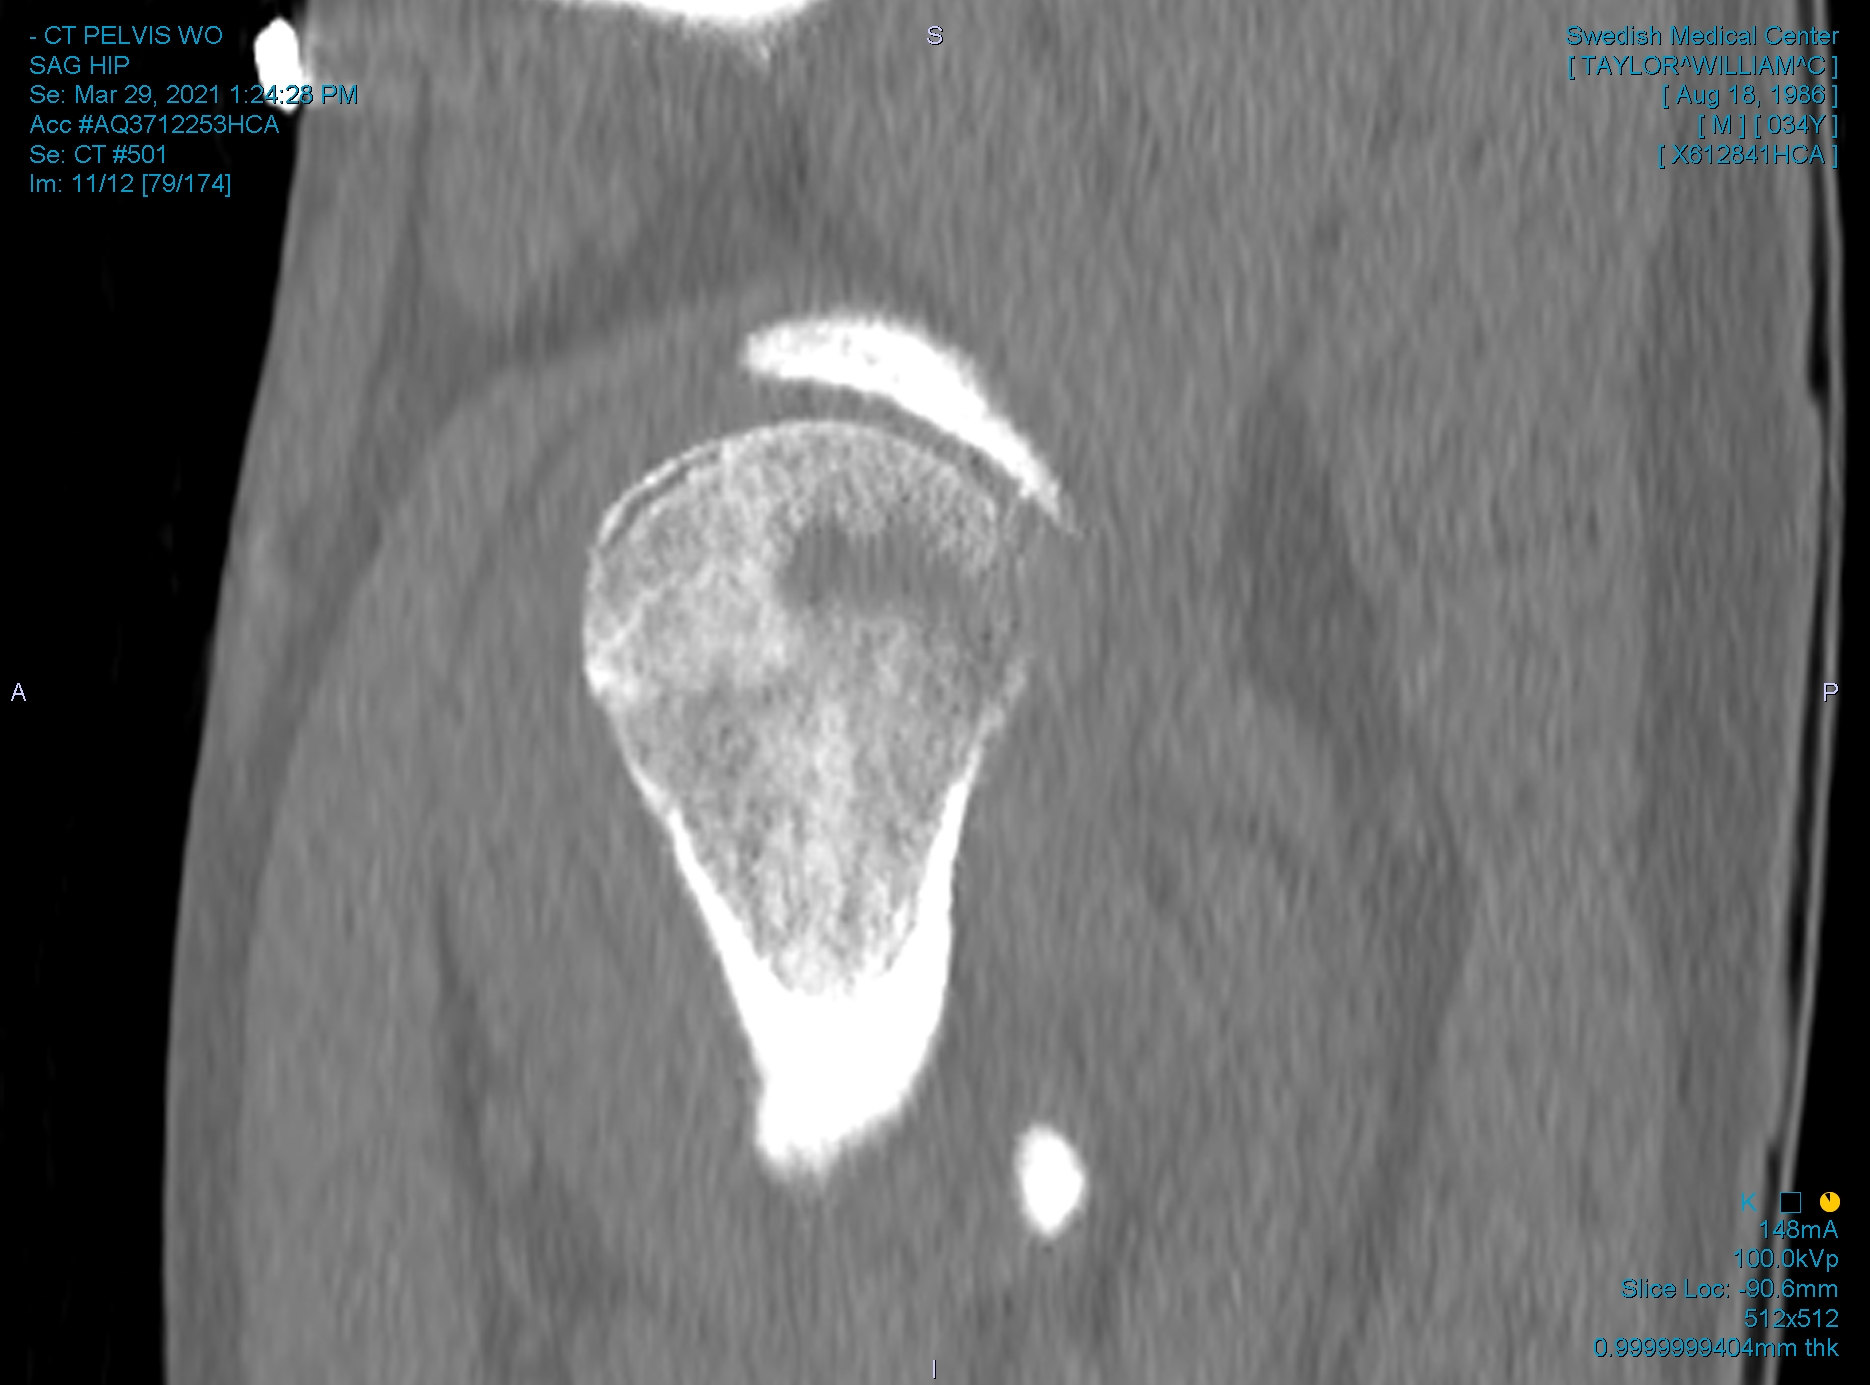 - CT PELVIS WO
SAG HIP
Se: Mar 29, 2021 1:24:28 PM
Acc #AQ3712253HCA
Se: CT #501
Im: 11/12 [79/174]
S
Swedish Medical Center
[ TAYLOR^WILLIAM^C ]
[ Aug 18, 1986 ]
[ M ] [ 034Y ]
[ X612841HCA ]
A
P
K
148mA
100.0kVp
Slice Loc: -90.6mm
512x512
0.9999999404mm thk
I